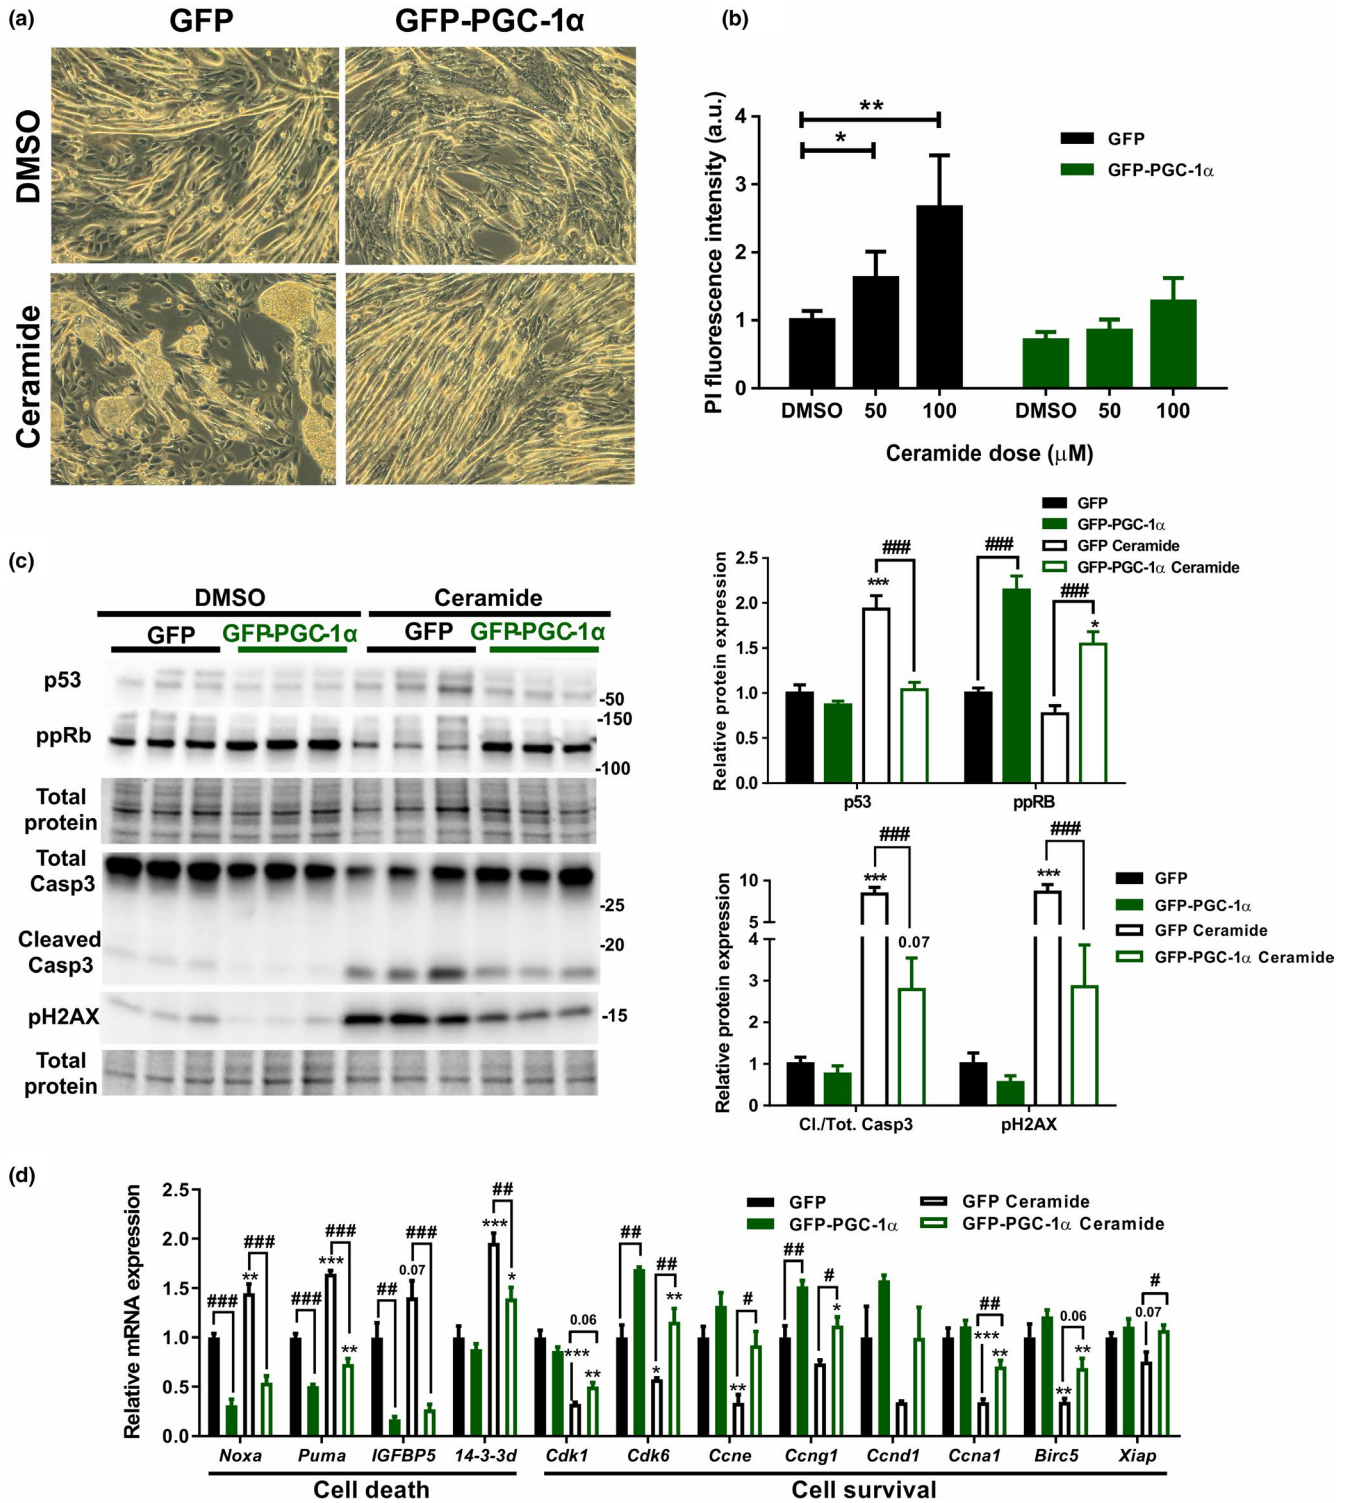 (a)
GFP
GFP-PGC-1α
DMSO
Ceramide
(b)
PI fluorescence intensity (a.u.)
4
3
2
1
0
**
*
GFP
GFP-PGC-1α
DMSO 50 100 DMSO 50 100
Ceramide dose (μM)
(c)
DMSO Ceramide
GFP GFP-PGC-1α GFP GFP-PGC-1α
p53
-50
-150
ppRb
-100
Total
protein
Total
Casp3
-25
Cleaved
Casp3
-20
pH2AX
-15
Total
protein
GFP
GFP-PGC-1α
GFP Ceramide
GFP-PGC-1α Ceramide
Relative protein expression
2.5
2.0
1.5
1.0
0.5
0.0
###
***
###
###
*
p53 ppRB
Relative protein expression
10
5
4
3
2
1
0
###
***
0.07
###
***
GFP
GFP-PGC-1α
GFP Ceramide
GFP-PGC-1α Ceramide
Cl./Tot. Casp3 pH2AX
(d)
Relative mRNA expression
2.5
2.0
1.5
1.0
0.5
0.0
GFP GFP Ceramide
GFP-PGC-1α GFP-PGC-1α Ceramide
###
**
###
###
***
###
**
##
0.07
###
***
##
*
***
0.06
**
##
*
##
**
**
#
##
#
*
***
##
**
**
0.06
**
0.07
#
Noxa Puma IGFBP5 14-3-3d Cdk1 Cdk6 Ccne Ccng1 Ccnd1 Ccna1 Birc5 Xiap
Cell death Cell survival